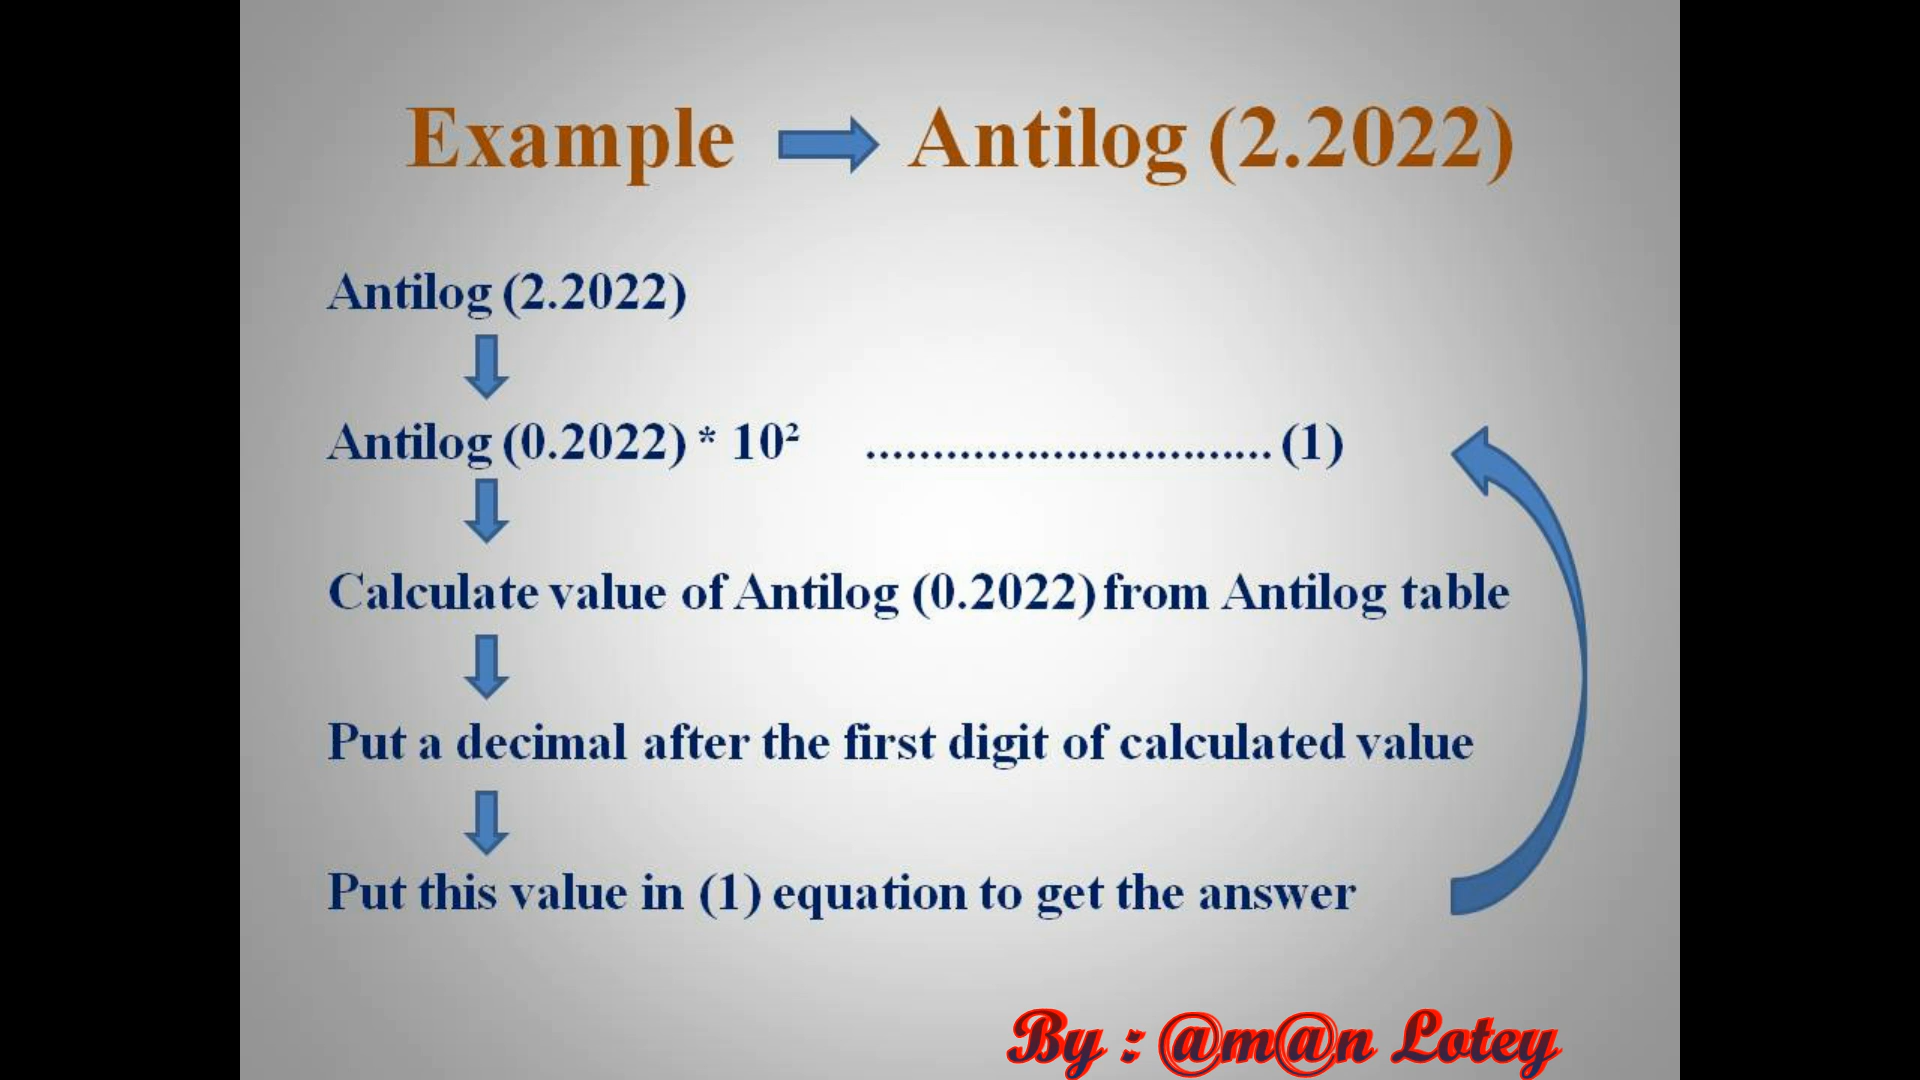 Example Antilog (2.2022)
Antilog (2.2022)
Antilog (0.2022) * 10² ............................... (1)
Calculate value of Antilog (0.2022) from Antilog table
Put a decimal after the first digit of calculated value
Put this value in (1) equation to get the answer
By : @m@n Lotey